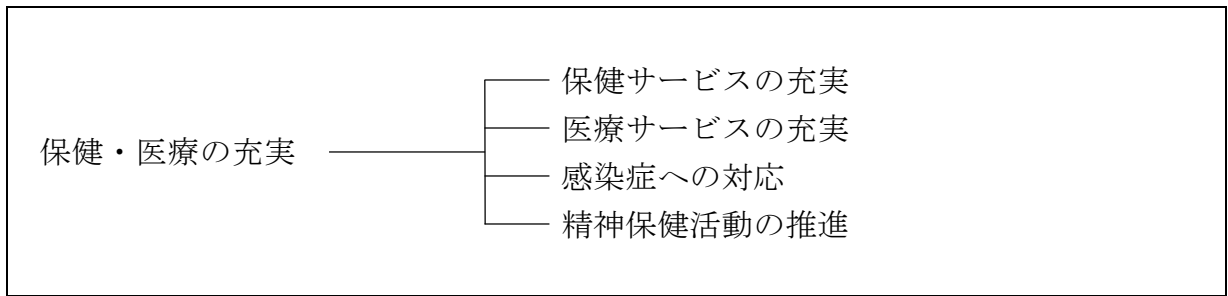 保健・医療の充実
保健サービスの充実
医療サービスの充実
感染症への対応
精神保健活動の推進